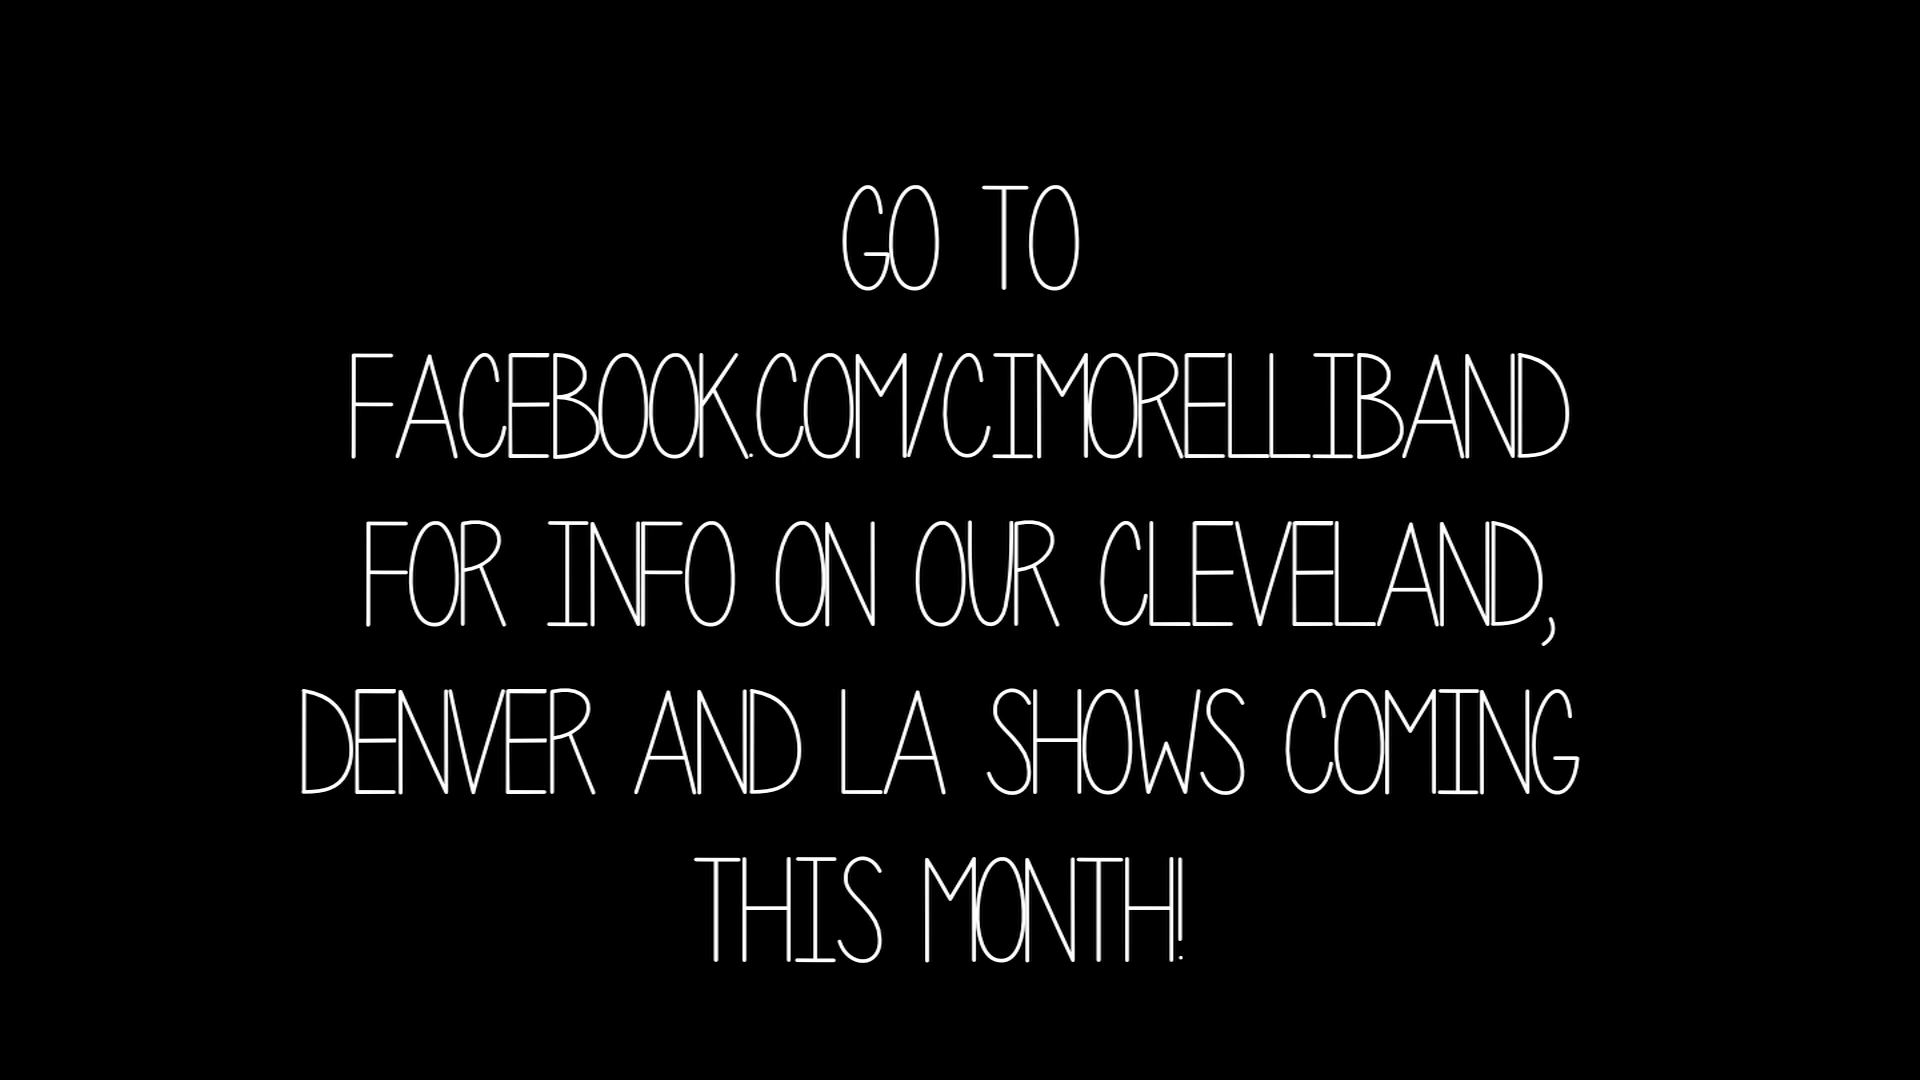 GO TO
FACEBOOK.COM/CIMORELLIBAND
FOR INFO ON OUR CLEVELAND,
DENVER AND LA SHOWS COMING
THIS MONTH!